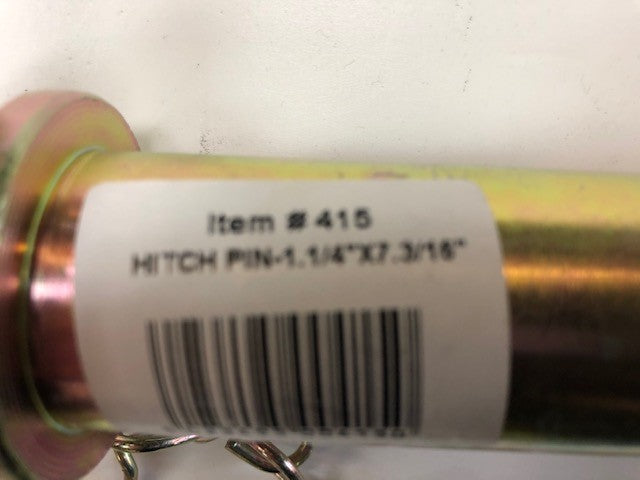 Item # 415
HITCH PIN-1.1/4"X7.3/16"